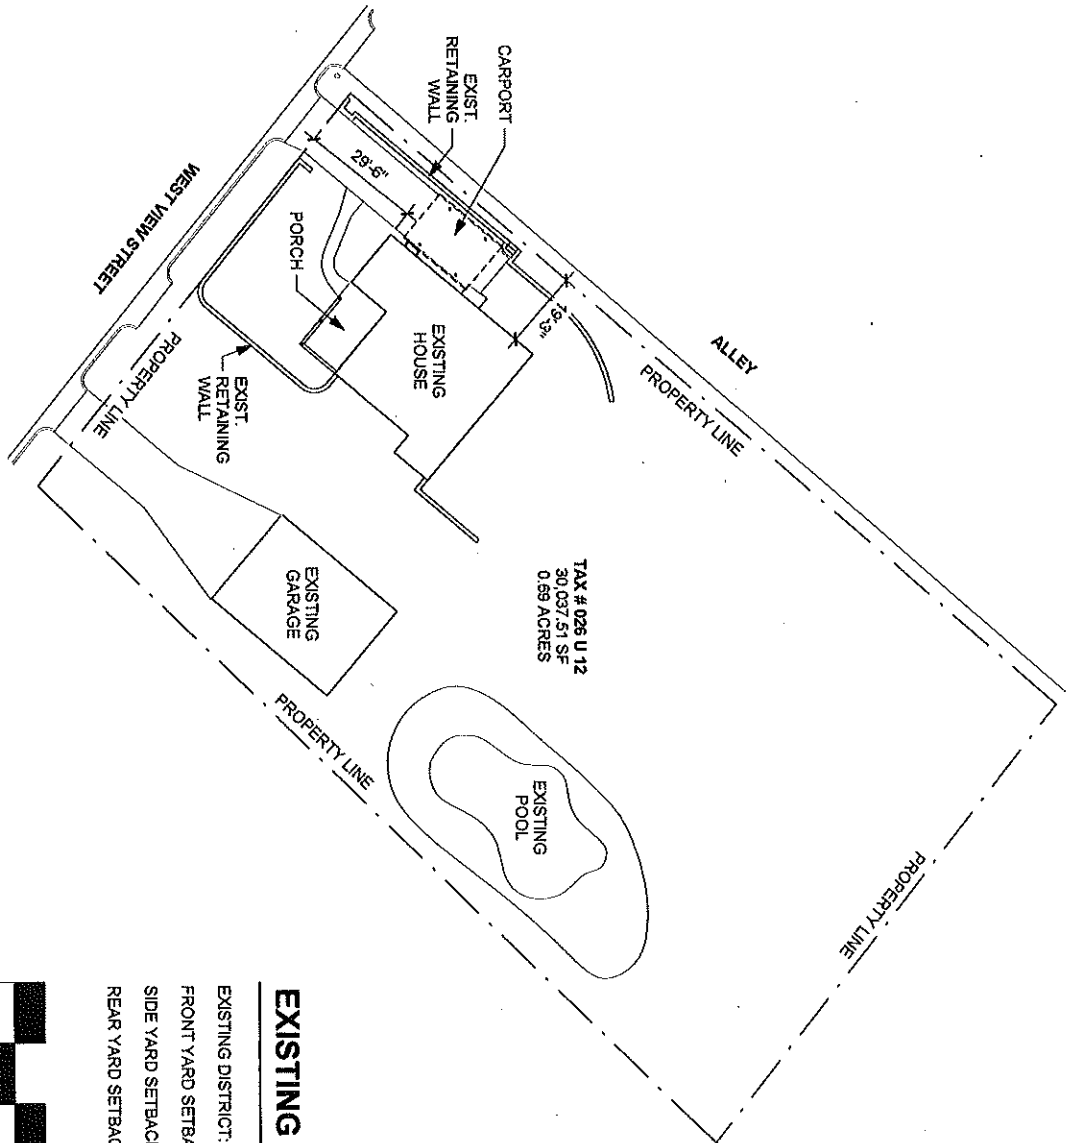 CARPORT
EXIST.
RETAINING
WALL
29'-6"
WEST VIEW STREET
PORCH
19'-3"
ALLEY
PROPERTY LINE
EXISTING
HOUSE
PROPERTY LINE
EXIST.
RETAINING
WALL
EXISTING
GARAGE
TAX # 026 U 12
30,037.51 SF
0.69 ACRES
PROPERTY LINE
EXISTING
POOL
PROPERTY LINE
EXISTING
EXISTING DISTRICT:
FRONT YARD SETBA
SIDE YARD SETBAC
REAR YARD SETBAC